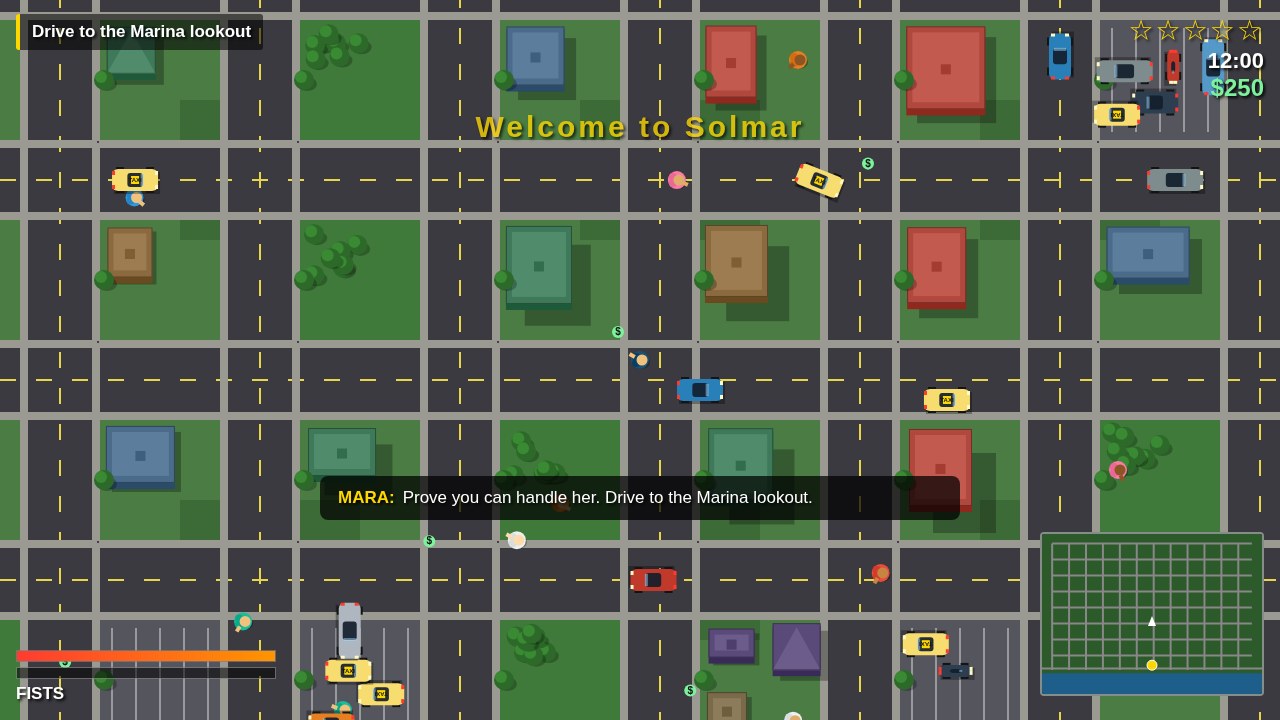 Drive to the Marina lookout
12:00
$250
Welcome to Solmar
MARA: Prove you can handle her. Drive to the Marina lookout.
FISTS